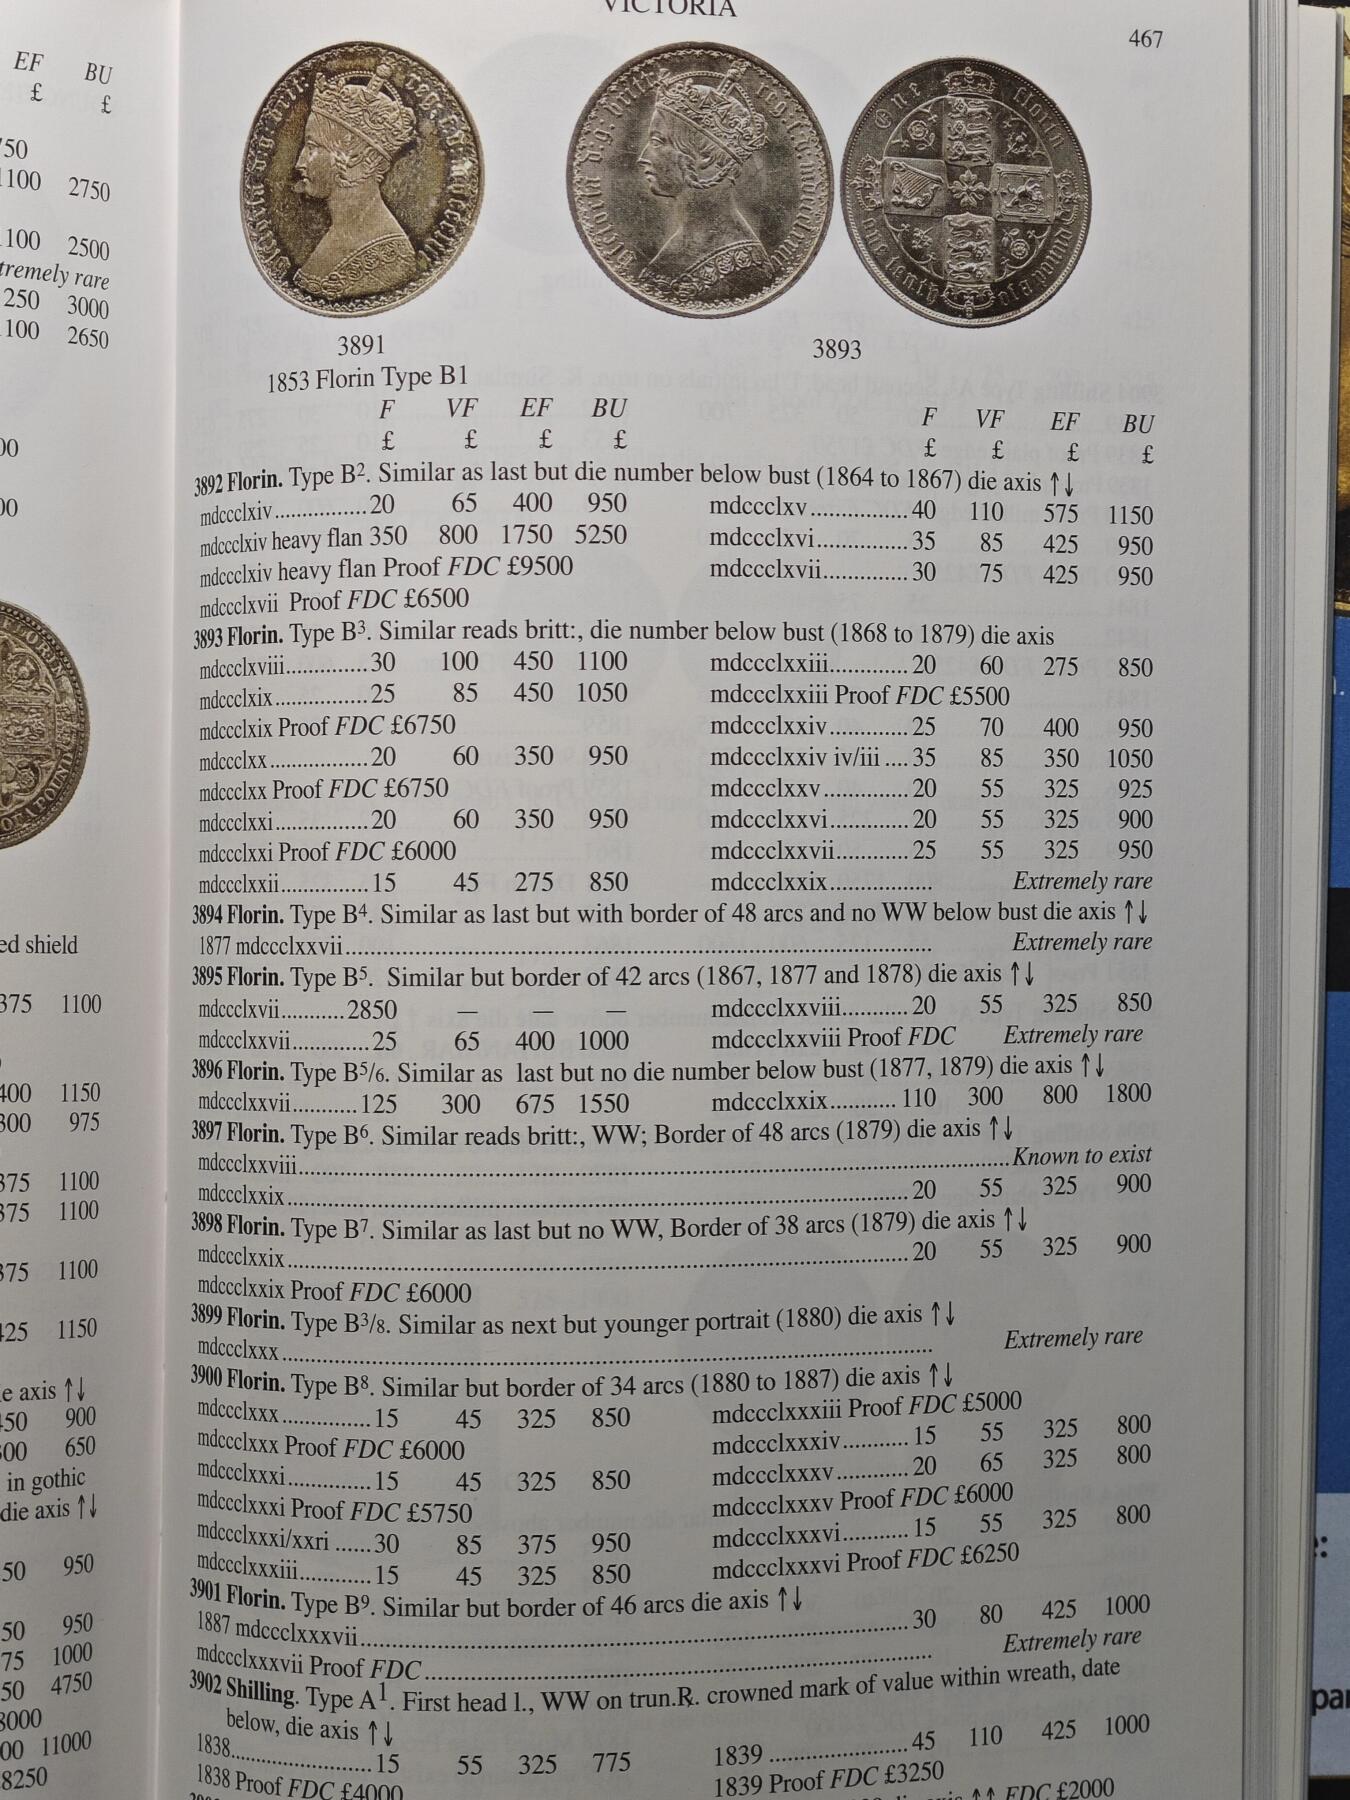 VICTORIA
467
EF BU
£ £
750
1100 2750
1100 2500
tremely rare
250 3000
1100 2650
ed shield
375 1100
400 1150
300 975
375 1100
375 1100
375 1100
425 1150
die axis ↑↓
450 900
650
in gothic
die axis ↑↓
50 950
50 950
75 1000
50 4750
8000
00 11000
8250
3891
1853 Florin Type B1
3893
F VF EF BU F VF EF BU
£ £ £ £ £ £ £ £
3892 Florin. Type B2. Similar as last but die number below bust (1864 to 1867) die axis ↑↓
mdccclxiv..............20 65 400 950 mdccclxv...............40 110 575 1150
mdccclxiv heavy flan 350 800 1750 5250 mdccclxvi..............35 85 425 950
mdccclxiv heavy flan Proof FDC £9500 mdccclxvii.............30 75 425 950
mdccclxvii Proof FDC £6500
3893 Florin. Type B3. Similar reads britt:, die number below bust (1868 to 1879) die axis
mdccclxviii.............30 100 450 1100 mdccclxxiii............20 60 275 850
mdccclxix...............25 85 450 1050 mdccclxxiii Proof FDC £5500
mdccclxix Proof FDC £6750 mdccclxxiv............25 70 400 950
mdccclxx................20 60 350 950 mdccclxxiv iv/iii ....35 85 350 1050
mdccclxx Proof FDC £6750 mdccclxxv.............20 55 325 925
mdccclxxi...............20 60 350 950 mdccclxxvi............20 55 325 900
mdccclxxi Proof FDC £6000 mdccclxxvii...........25 55 325 950
mdccclxxii..............15 45 275 850 mdccclxxix............... Extremely rare
3894 Florin. Type B4. Similar as last but with border of 48 arcs and no WW below bust die axis ↑↓
1877 mdccclxxvii.................... Extremely rare
3895 Florin. Type B5. Similar but border of 42 arcs (1867, 1877 and 1878) die axis ↑↓
mdccclxvii..........2850 — — — mdccclxxviii..........20 55 325 850
mdccclxxvii.............25 65 400 1000 mdccclxxviii Proof FDC Extremely rare
3896 Florin. Type B5/6. Similar as last but no die number below bust (1877, 1879) die axis ↑↓
mdccclxxvii...........125 300 675 1550 mdccclxxix...........110 300 800 1800
3897 Florin. Type B6. Similar reads britt:, WW; Border of 48 arcs (1879) die axis ↑↓
mdccclxxviii....................Known to exist
mdccclxxix....................20 55 325 900
3898 Florin. Type B7. Similar as last but no WW, Border of 38 arcs (1879) die axis ↑↓
mdccclxxix....................20 55 325 900
mdccclxxix Proof FDC £6000
3899 Florin. Type B3/8. Similar as next but younger portrait (1880) die axis ↑↓
mdccclxxx.................... Extremely rare
3900 Florin. Type B8. Similar but border of 34 arcs (1880 to 1887) die axis ↑↓
mdccclxxx..............15 45 325 850 mdccclxxxiii Proof FDC £5000
mdccclxxx Proof FDC £6000 mdccclxxxiv...........15 55 325 800
mdccclxxxi.............15 45 325 850 mdccclxxxv............20 65 325 800
mdccclxxxi Proof FDC £5750 mdccclxxxv Proof FDC £6000
mdccclxxxi/xxri ......30 85 375 950 mdccclxxxvi...........15 55 325 800
mdccclxxxiii............15 45 325 850 mdccclxxxvi Proof FDC £6250
3901 Florin. Type B9. Similar but border of 46 arcs die axis ↑↓
1887 mdccclxxxvii....................30 80 425 1000
mdccclxxxvii Proof FDC.................... Extremely rare
3902 Shilling. Type A1. First head l., WW on trun.R. crowned mark of value within wreath, date
below, die axis ↑↓
1838.......................15 55 325 775 1839 .......................45 110 425 1000
1838 Proof FDC £4000 1839 Proof FDC £3250
↑↑ FDC £2000